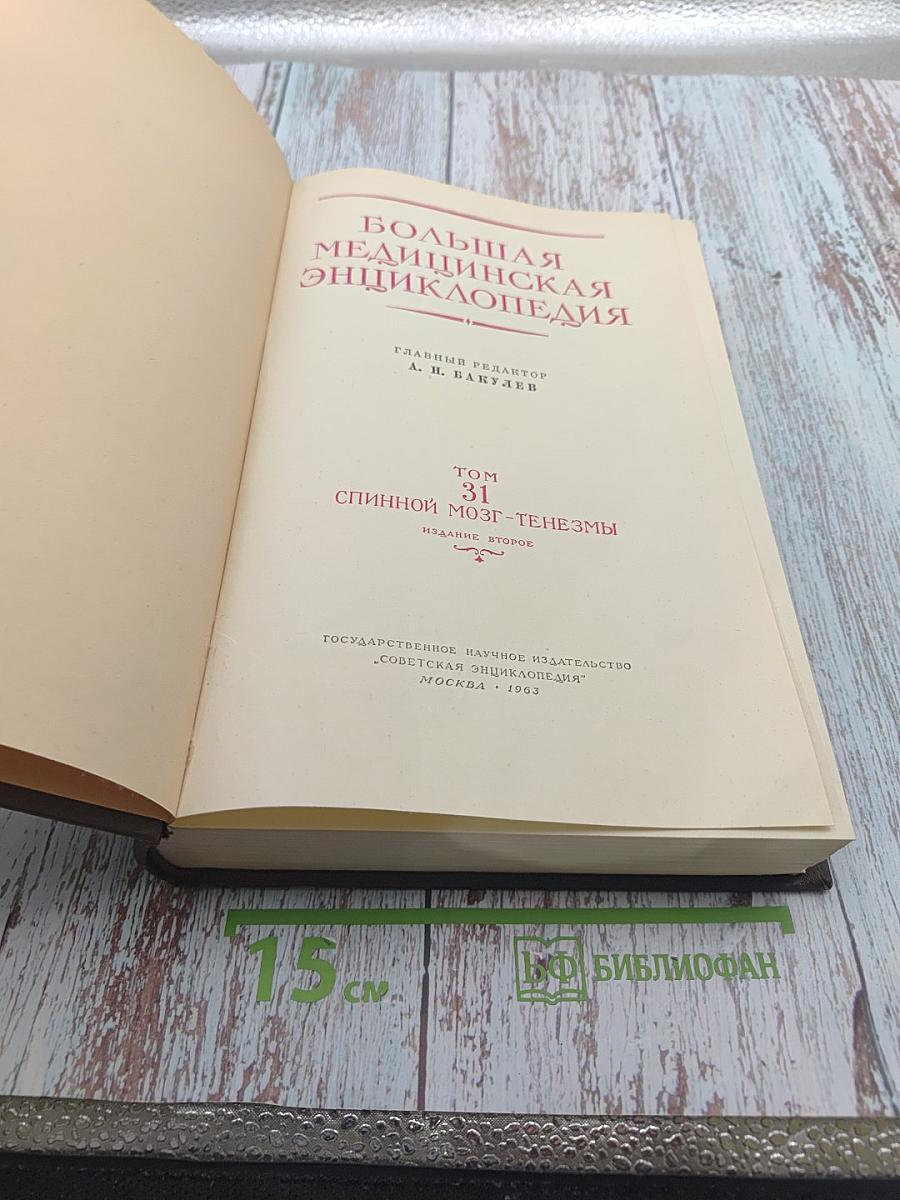 БОЛЬШАЯ
МЕДИЦИНСКАЯ
ЭНЦИКЛОПЕДИЯ
ГЛАВНЫЙ РЕДАКТОР
А. Н. БАКУЛЕВ
ТОМ
31
СПИННОЙ МОЗГ-ТЕНЕЗМЫ
ИЗДАНИЕ ВТОРОЕ
ГОСУДАРСТВЕННОЕ НАУЧНОЕ ИЗДАТЕЛЬСТВО
„СОВЕТСКАЯ ЭНЦИКЛОПЕДИЯ"
МОСКВА · 1963
15 см
БФ БИБЛИОФАН